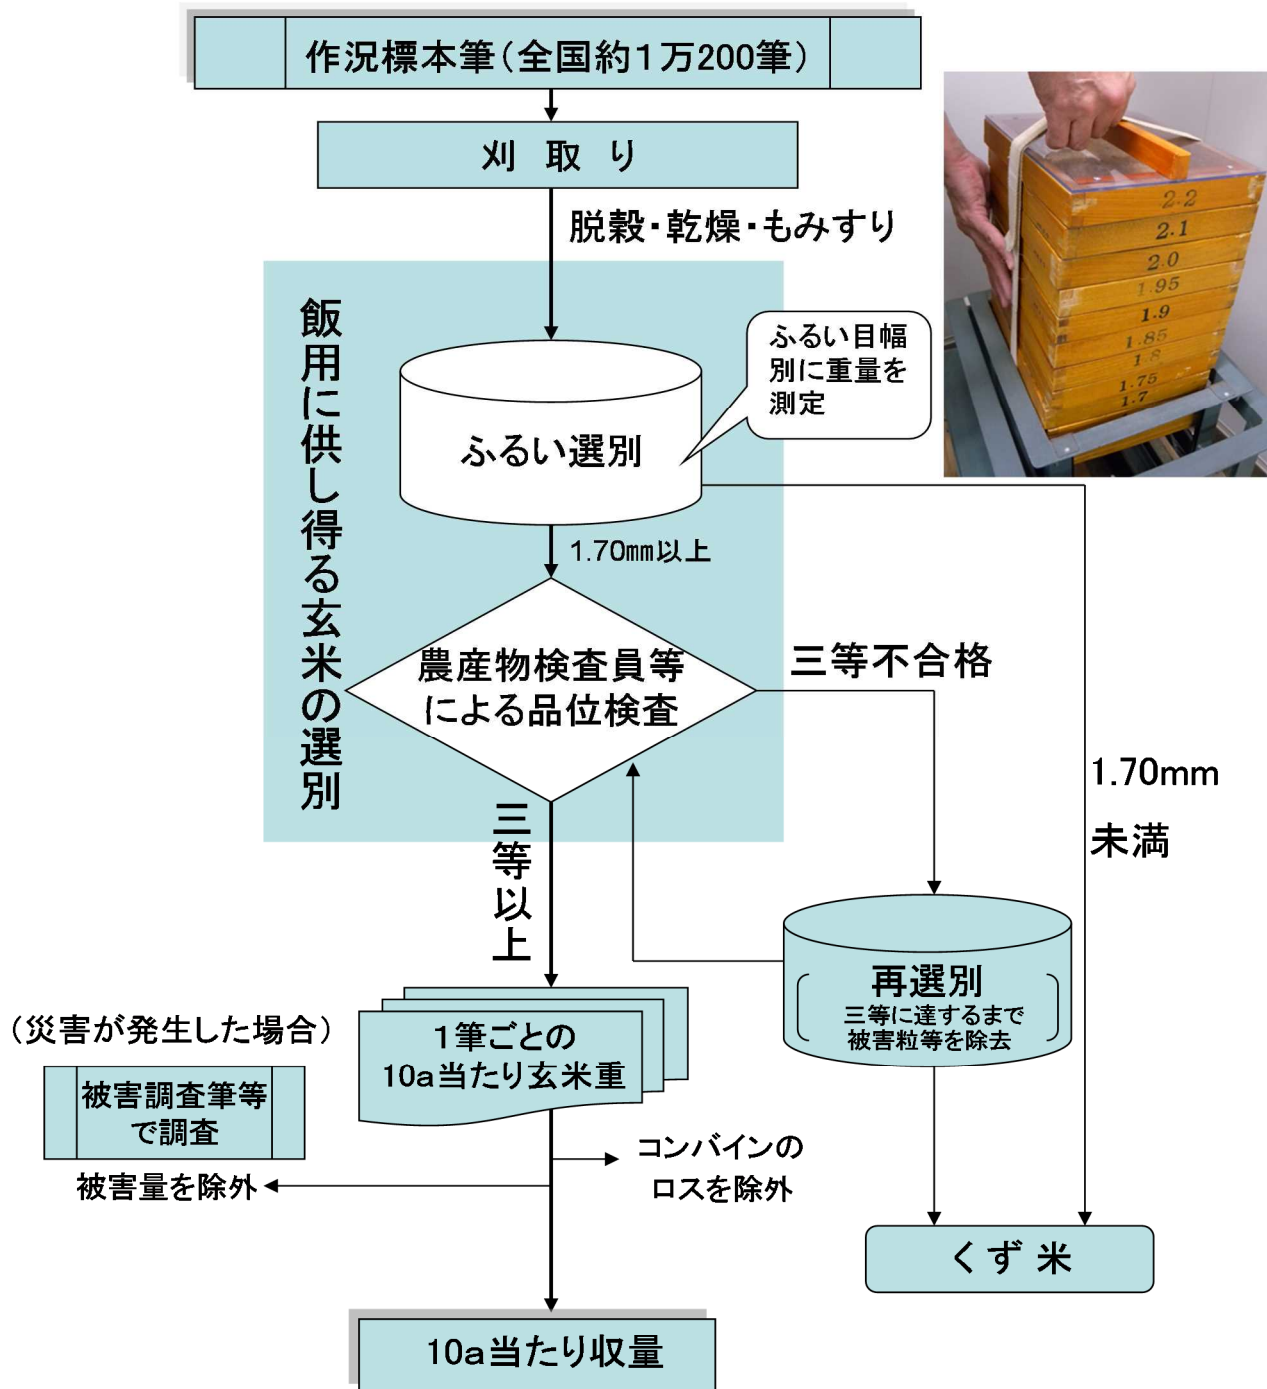 作況標本筆（全国約１万200筆）
刈取り
脱穀・乾燥・もみすり
飯用に供し得る玄米の選別
ふるい目幅
別に重量を
測定
ふるい選別
2.2
2.1
2.0
1.95
1.9
1.85
1.8
1.75
1.7
1.70㎜以上
農産物検査員等
による品位検査
三等不合格
1.70mm
未満
三等以上
再選別
三等に達するまで
被害粒等を除去
（災害が発生した場合）
被害調査筆等
で調査
被害量を除外
１筆ごとの
10a当たり玄米重
コンバインの
ロスを除外
くず米
10a当たり収量